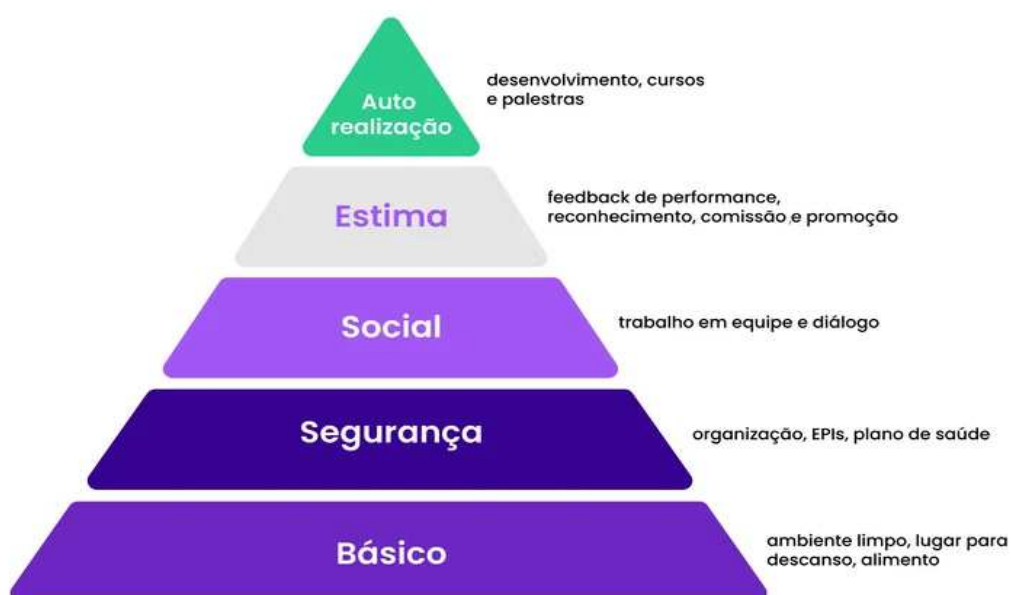 Auto
realização
desenvolvimento, cursos
e palestras
Estima
feedback de performance,
reconhecimento, comissão e promoção
Social
trabalho em equipe e diálogo
Segurança
organização, EPIs, plano de saúde
Básico
ambiente limpo, lugar para
descanso, alimento